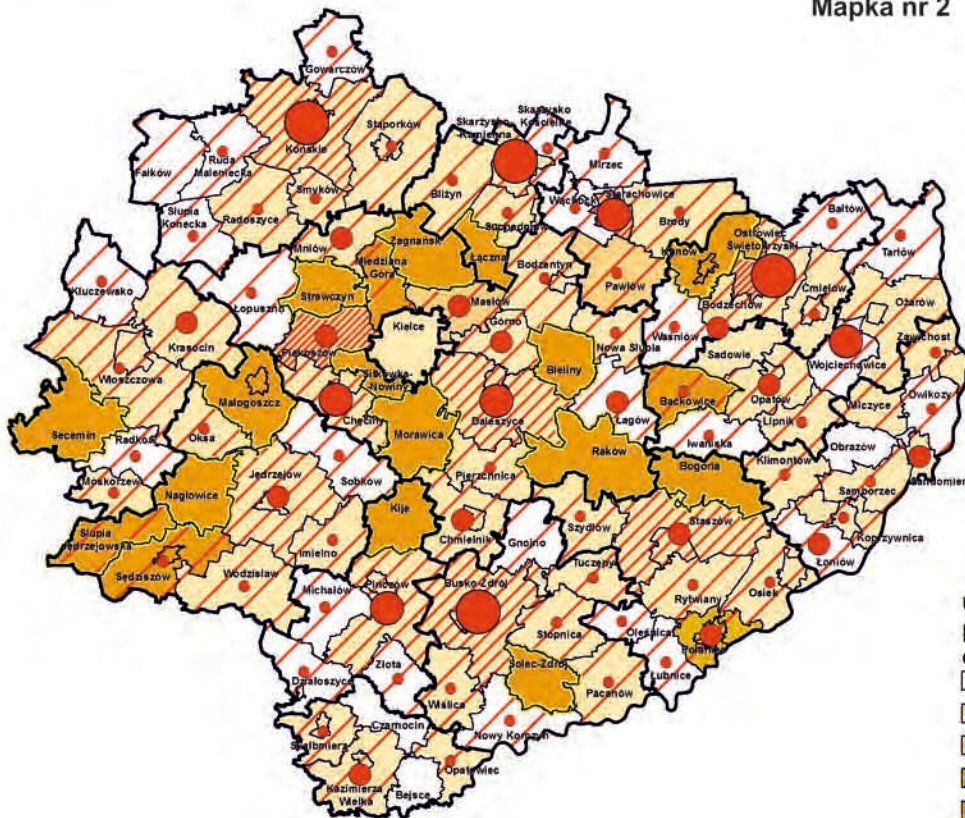 Mapka nr 2
Gowarczów
Końskie
Stąporków
Skarżysko
Kamienna
Skarżysko
Kościelne
Mirzec
Fałków
Ruda
Maleniecka
Smyków
Bliżyn
Wąchock
Starachowice
Słupia
Konecka
Radoszyce
Brody
Bałtów
Tarłów
Mniów
Zagnańsk
Łączna
Suchedniów
Miedziana
Góra
Bodzentyn
Pawłów
Kunów
Ostrowiec
Świętokrzyski
Bodzechów
Ćmielów
Ożarów
Kluczewsko
Łopuszno
Strawczyn
Masłów
Krasocin
Piekoszów
Kielce
Górno
Nowa Słupia
Waśniów
Sadowie
Wojciechowice
Zawichost
Włoszczowa
Sitkówka-
Nowiny
Bieliny
Małogoszcz
Chęciny
Daleszyce
Łagów
Baćkowice
Opatów
Lipnik
Wilczyce
Dwikozy
Secemin
Radków
Oksa
Morawica
Iwaniska
Obrazów
Moskorzew
Jędrzejów
Sobków
Pierzchnica
Raków
Bogoria
Klimontów
Samborzec
Sandomierz
Nagłowice
Kije
Słupia
Jędrzejowska
Imielno
Chmielnik
Gnojno
Szydłów
Staszów
Koprzywnica
Łoniów
Sędziszów
Wodzisław
Michałów
Pińczów
Busko-Zdrój
Tuczępy
Rytwiany
Osiek
Stopnica
Oleśnica
Połaniec
Działoszyce
Złota
Wiślica
Solec-Zdrój
Pacanów
Łubnice
Skalbmierz
Czarnocin
Nowy Korczyn
Kazimierza
Wielka
Bejsce
Opatowiec